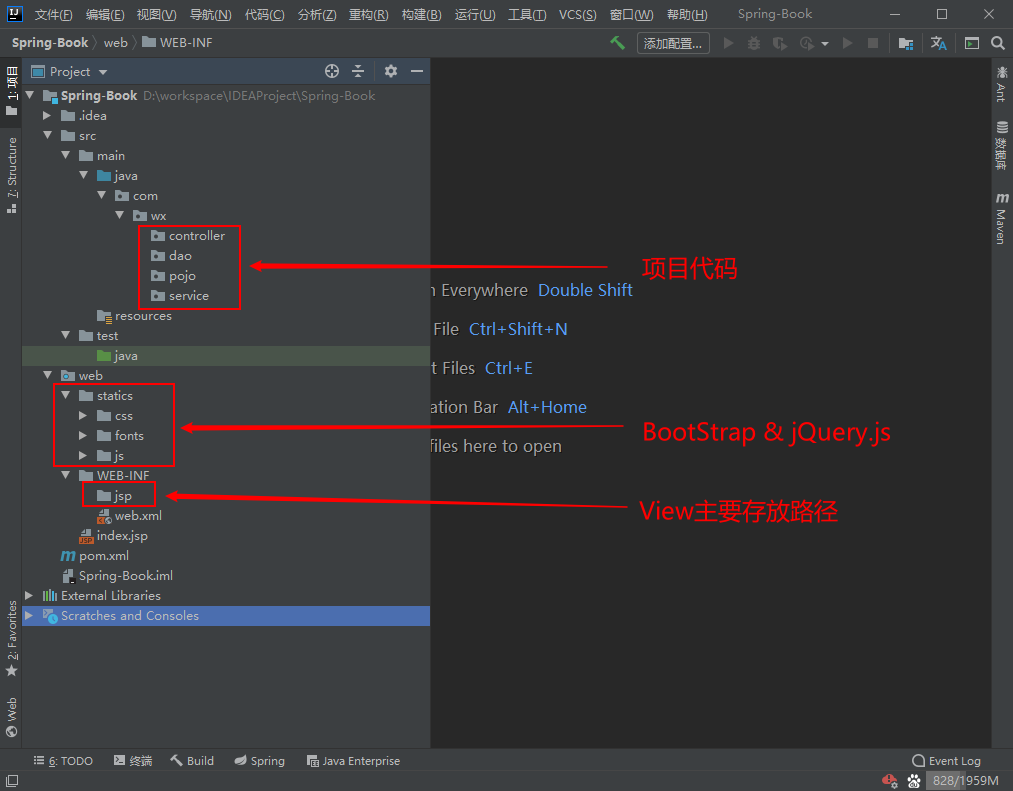 文件(F) 编辑(E) 视图(V) 导航(N) 代码(C) 分析(Z) 重构(R) 构建(B) 运行(U) 工具(T) VCS(S) 窗口(W) 帮助(H) Spring-Book
Spring-Book web WEB-INF 添加配置...
Project
1: 项目
7: Structure
2: Favorites
Web
Spring-Book D:\workspace\IDEAProject\Spring-Book
.idea
src
main
java
com
wx
controller
dao
pojo
service
resources
test
java
web
statics
css
fonts
js
WEB-INF
jsp
web.xml
index.jsp
pom.xml
Spring-Book.iml
External Libraries
Scratches and Consoles
项目代码
Everywhere Double Shift
File Ctrl+Shift+N
Files Ctrl+E
Bar Alt+Home
BootStrap & jQuery.js
files here to open
View主要存放路径
Ant
数据库
Maven
6: TODO 终端 Build Spring Java Enterprise Event Log
828/1959M